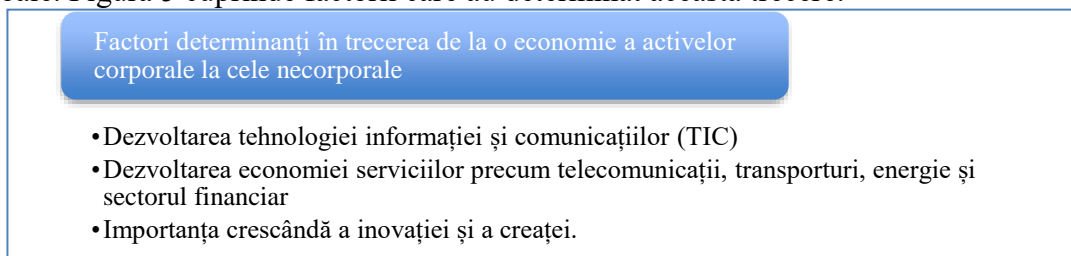 Factori determinanți în trecerea de la o economie a activelor
corporale la cele necorporale
•Dezvoltarea tehnologiei informației și comunicațiilor (TIC)
•Dezvoltarea economiei serviciilor precum telecomunicații, transporturi, energie și
sectorul financiar
•Importanța crescândă a inovației și a creației.